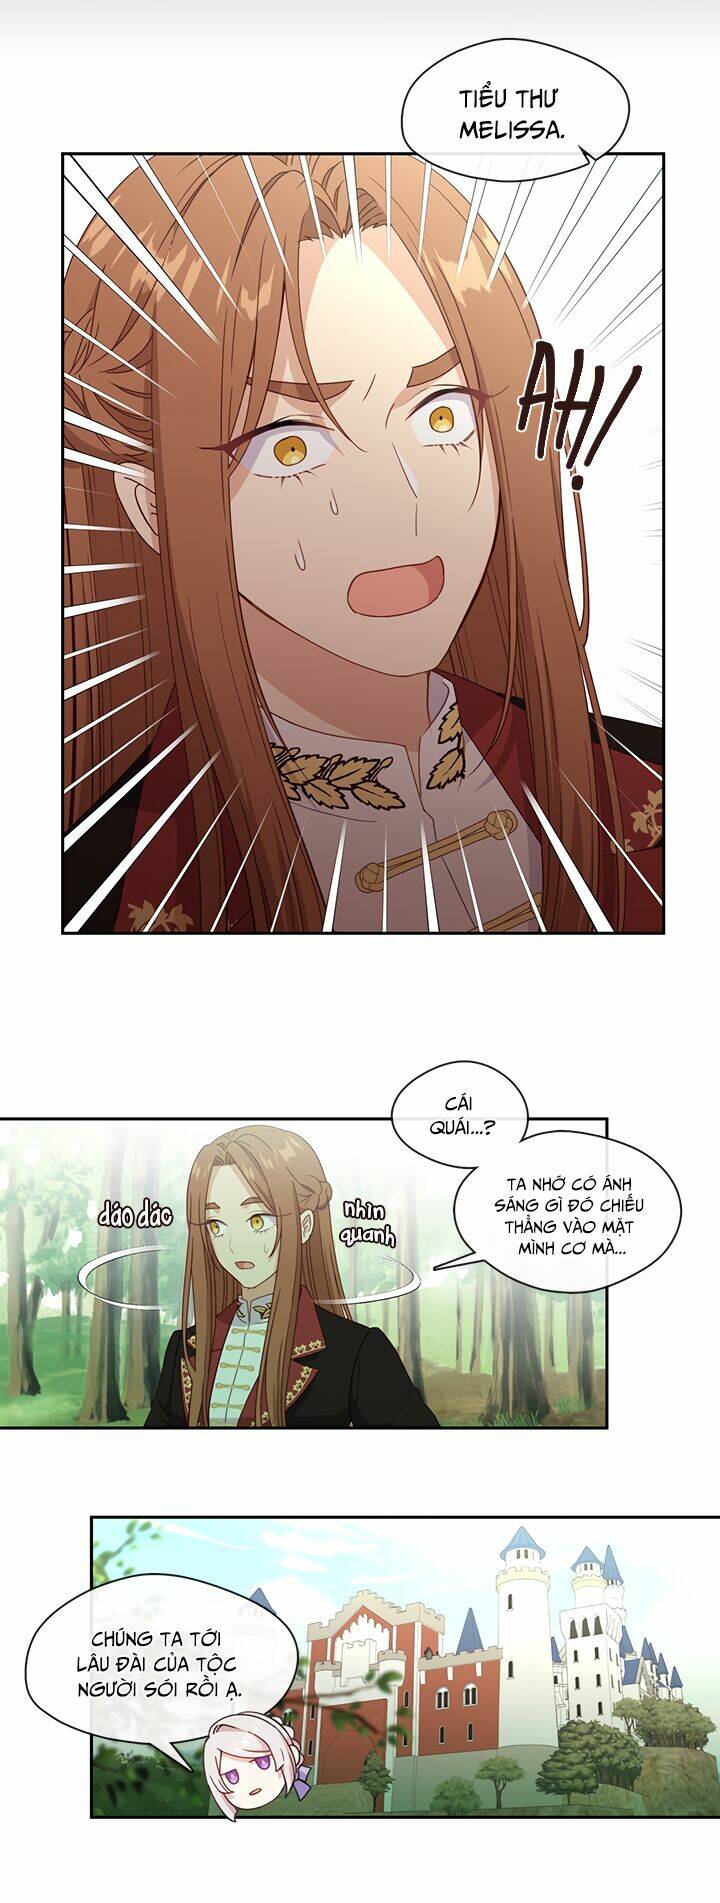 TIỂU THƯ
MELISSA.
AH!
CÁI
QUÁI...?
TA NHỚ CÓ ÁNH
SÁNG GÌ ĐÓ CHIẾU
THẲNG VÀO MẶT
MÌNH CƠ MÀ...
dáo dác
nhìn
quanh
CHÚNG TA TỚI
LÂU ĐÀI CỦA TỘC
NGƯỜI SÓI RỒI Ạ.